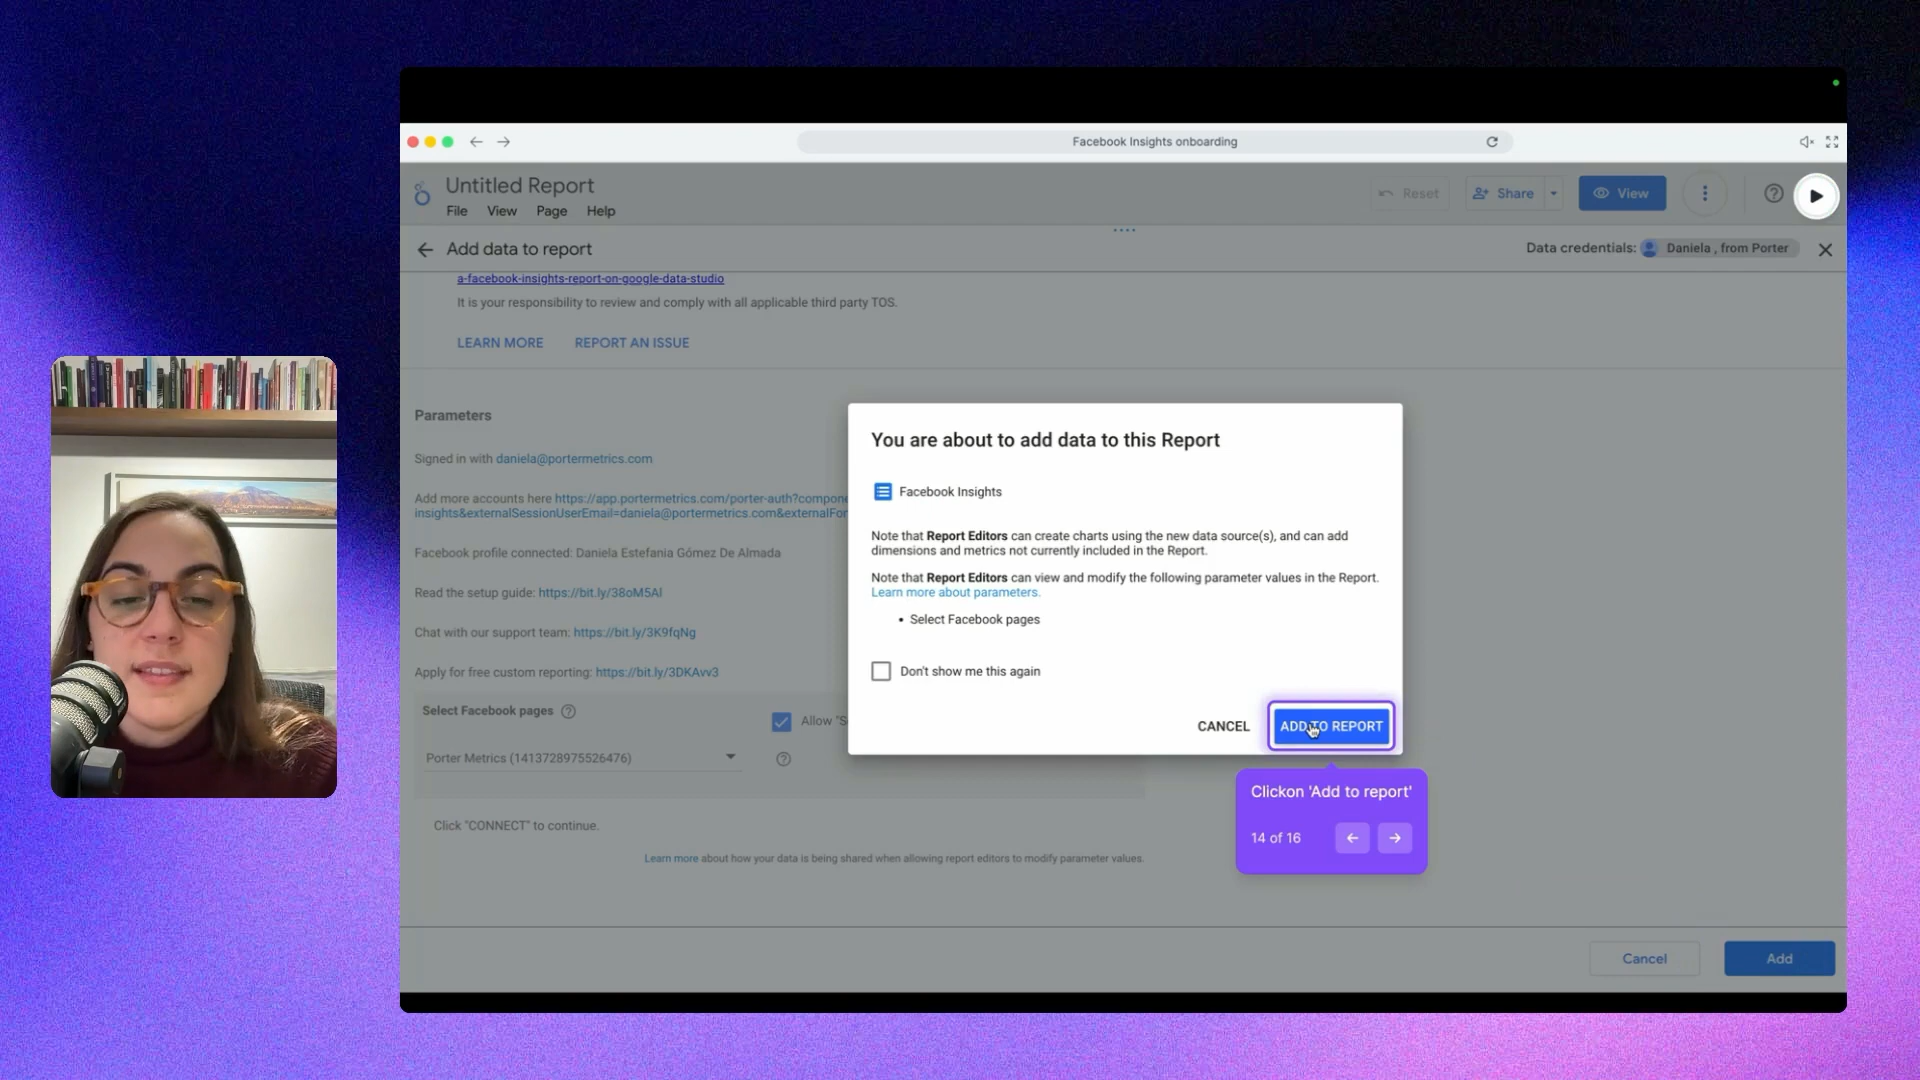 Facebook Insights onboarding
Untitled Report
File View Page Help
Reset
Share
View
Add data to report
Data credentials: Daniela , from Porter
a-facebook-insights-report-on-google-data-studio
It is your responsibility to review and comply with all applicable third party TOS.
LEARN MORE REPORT AN ISSUE
Parameters
Signed in with daniela@portermetrics.com
Add more accounts here https://app.portermetrics.com/porter-auth?compone
insights&externalSessionUserEmail=daniela@portermetrics.com&externalFor
Facebook profile connected: Daniela Estefania Gómez De Almada
Read the setup guide: https://bit.ly/38oM5Al
Chat with our support team: https://bit.ly/3K9fqNg
Apply for free custom reporting: https://bit.ly/3DKAvv3
Select Facebook pages
Allow "S
Porter Metrics (1413728975526476)
Click "CONNECT" to continue.
Learn more about how your data is being shared when allowing report editors to modify parameter values.
You are about to add data to this Report
Facebook Insights
Note that Report Editors can create charts using the new data source(s), and can add
dimensions and metrics not currently included in the Report.
Note that Report Editors can view and modify the following parameter values in the Report.
Learn more about parameters.
• Select Facebook pages
Don't show me this again
CANCEL ADD TO REPORT
Clickon 'Add to report'
14 of 16
Cancel Add